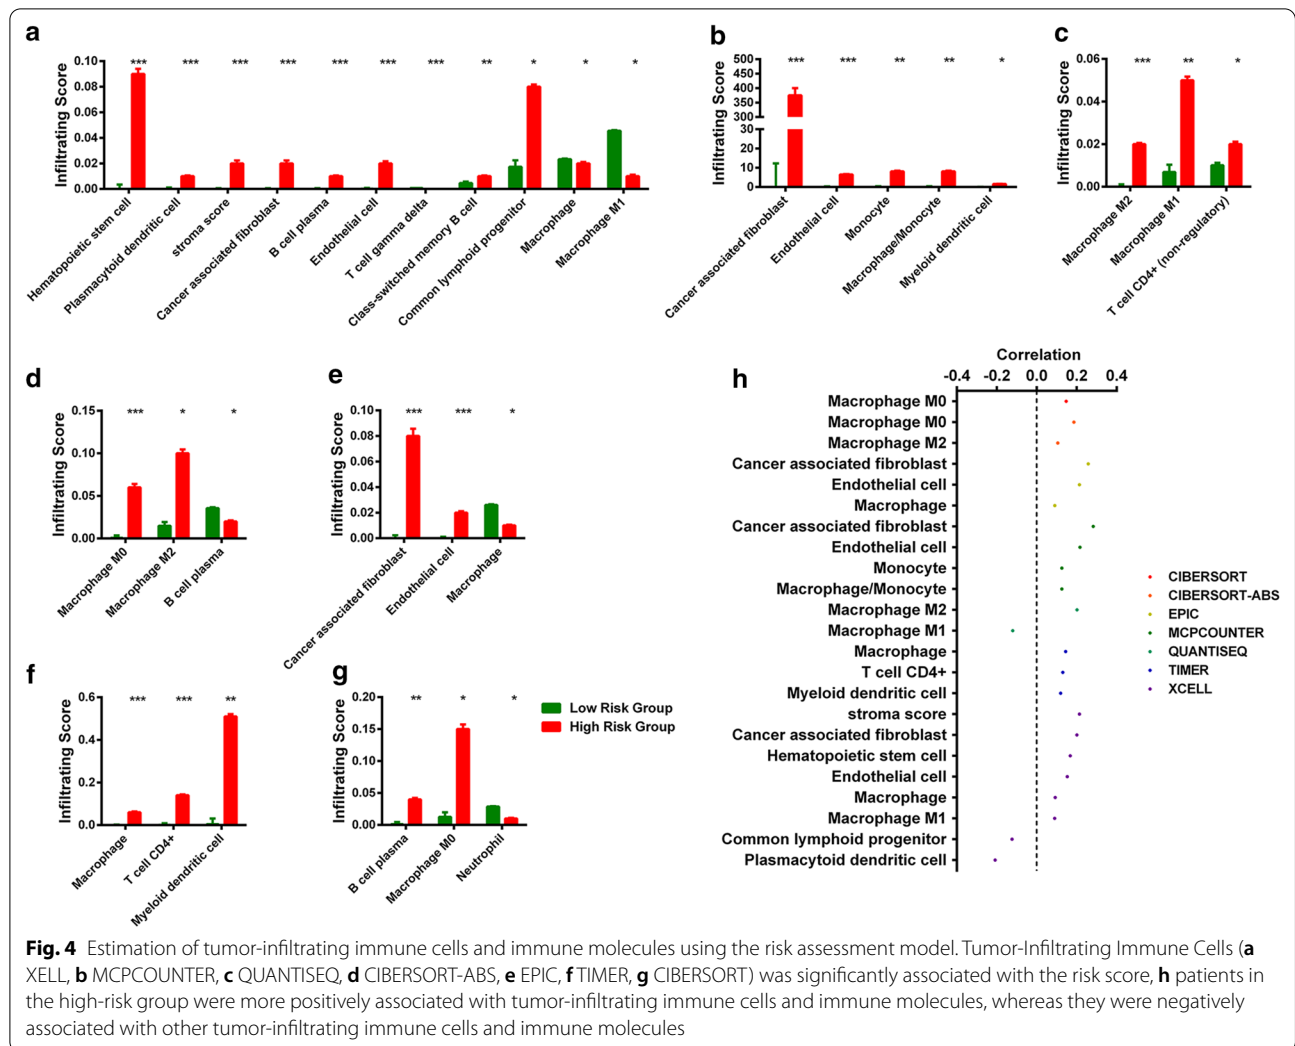 a
Infiltrating Score
0.10
0.08
0.06
0.04
0.02
0.00
*** *** *** *** *** *** *** ** * * *
Hematopoietic stem cell
Plasmacytoid dendritic cell
stroma score
Cancer associated fibroblast
B cell plasma
Endothelial cell
T cell gamma delta
Class-switched memory B cell
Common lymphoid progenitor
Macrophage
Macrophage M1
b
Infiltrating Score
500
450
400
350
300
30
20
10
0
*** *** ** ** *
Cancer associated fibroblast
Endothelial cell
Monocyte
Macrophage/Monocyte
Myeloid dendritic cell
c
Infiltrating Score
0.06
0.04
0.02
0.00
*** ** *
Macrophage M2
Macrophage M1
T cell CD4+ (non-regulatory)
d
Infiltrating Score
0.15
0.10
0.05
0.00
*** * *
Macrophage M0
Macrophage M2
B cell plasma
e
Infiltrating Score
0.10
0.08
0.06
0.04
0.02
0.00
*** *** *
Cancer associated fibroblast
Endothelial cell
Macrophage
f
Infiltrating Score
0.6
0.4
0.2
0.0
*** *** **
Macrophage
T cell CD4+
Myeloid dendritic cell
g
Infiltrating Score
0.20
0.15
0.10
0.05
0.00
** * *
B cell plasma
Macrophage M0
Neutrophil
Low Risk Group
High Risk Group
h
Correlation
-0.4 -0.2 0.0 0.2 0.4
Macrophage M0
Macrophage M0
Macrophage M2
Cancer associated fibroblast
Endothelial cell
Macrophage
Cancer associated fibroblast
Endothelial cell
Monocyte
Macrophage/Monocyte
Macrophage M2
Macrophage M1
Macrophage
T cell CD4+
Myeloid dendritic cell
stroma score
Cancer associated fibroblast
Hematopoietic stem cell
Endothelial cell
Macrophage
Macrophage M1
Common lymphoid progenitor
Plasmacytoid dendritic cell
CIBERSORT
CIBERSORT-ABS
EPIC
MCPCOUNTER
QUANTISEQ
TIMER
XCELL
Fig. 4 Estimation of tumor-infiltrating immune cells and immune molecules using the risk assessment model. Tumor-Infiltrating Immune Cells (a
XELL, b MCPCOUNTER, c QUANTISEQ, d CIBERSORT-ABS, e EPIC, f TIMER, g CIBERSORT) was significantly associated with the risk score, h patients in
the high-risk group were more positively associated with tumor-infiltrating immune cells and immune molecules, whereas they were negatively
associated with other tumor-infiltrating immune cells and immune molecules